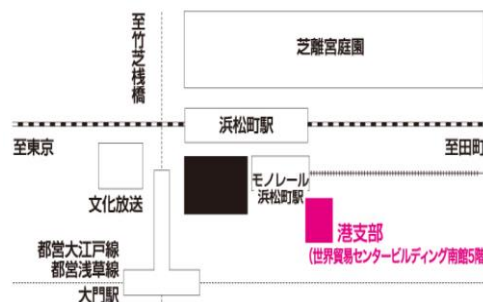 至竹芝桟橋
芝離宮庭園
浜松町駅
至東京
至田町
文化放送
モノレール
浜松町駅
港支部
(世界貿易センタービルディング南館5階
都営大江戸線
都営浅草線
大門駅